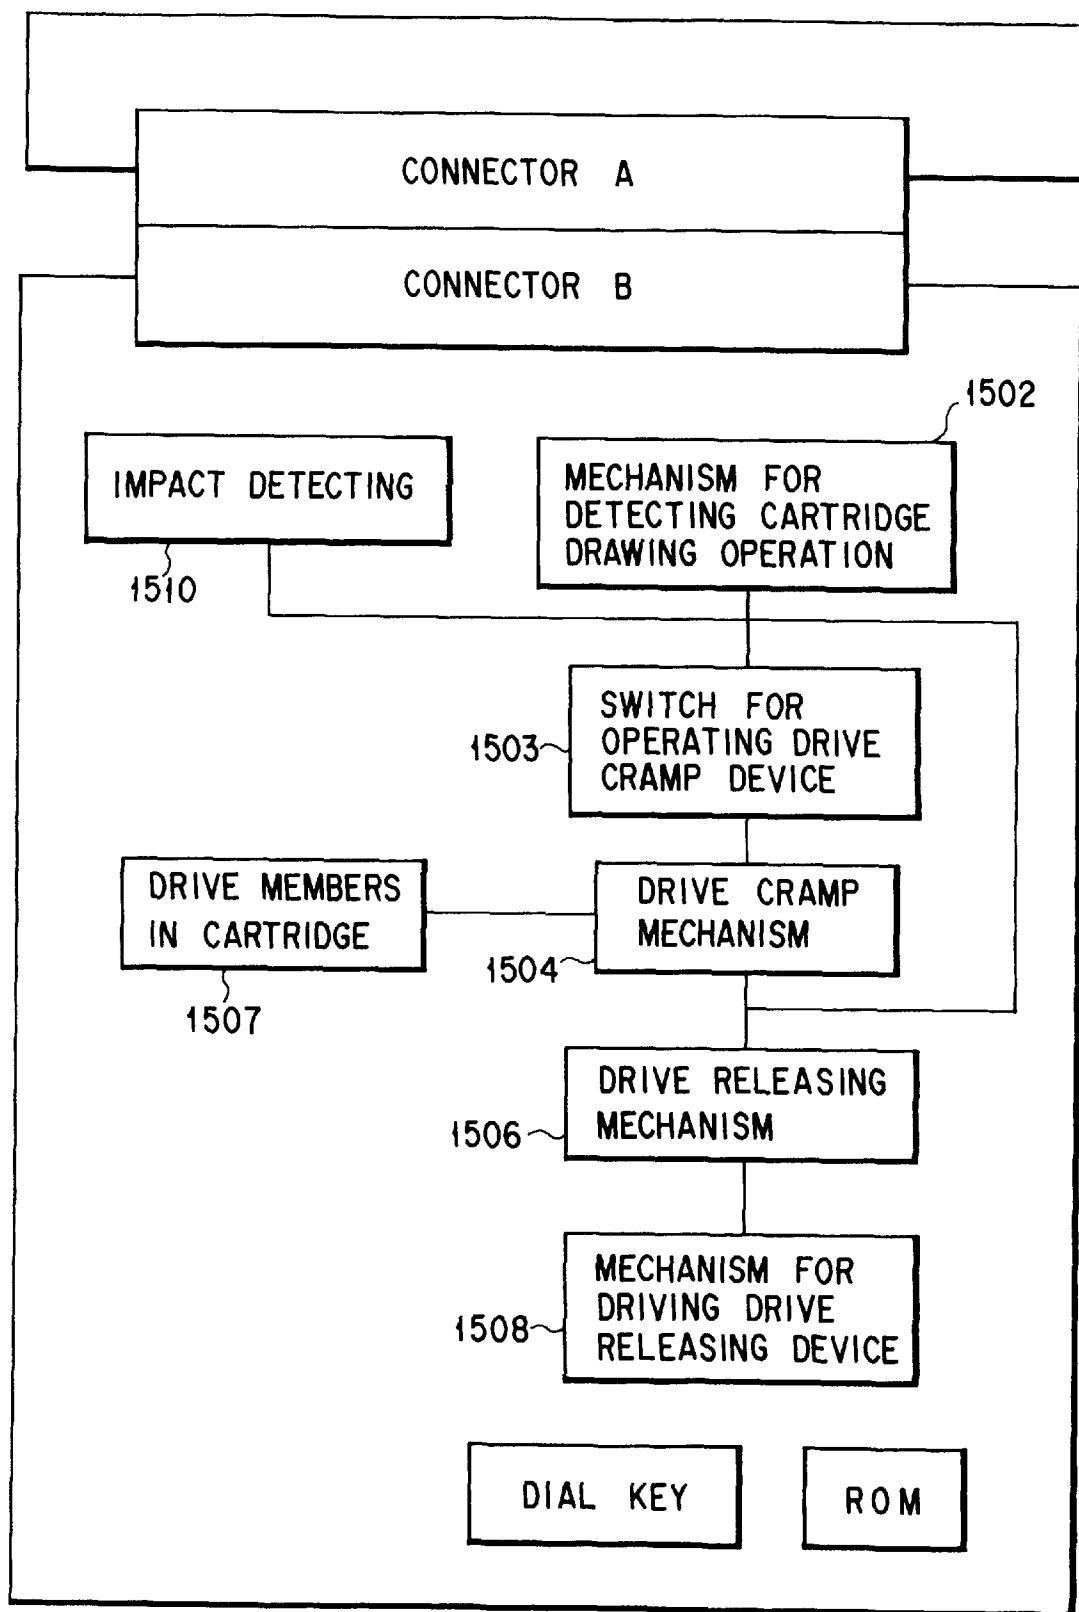 CONNECTOR A
CONNECTOR B
1502
IMPACT DETECTING
1510
MECHANISM FOR
DETECTING CARTRIDGE
DRAWING OPERATION
SWITCH FOR
OPERATING DRIVE
CRAMP DEVICE
1503
DRIVE MEMBERS
IN CARTRIDGE
1507
DRIVE CRAMP
MECHANISM
1504
DRIVE RELEASING
MECHANISM
1506
MECHANISM FOR
DRIVING DRIVE
RELEASING DEVICE
1508
DIAL KEY
ROM